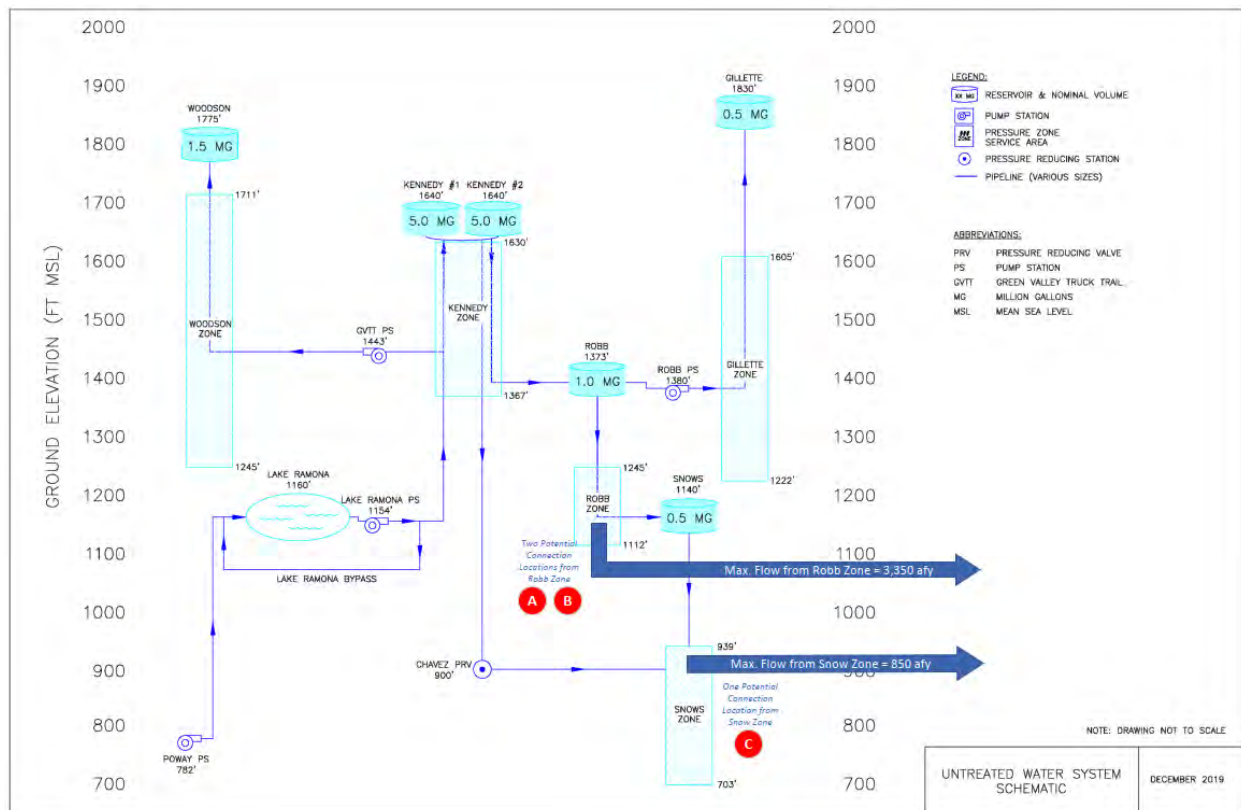 GROUND ELEVATION (FT MSL)
2000
1900
1800
1700
1600
1500
1400
1300
1200
1100
1000
900
800
700
WOODSON
1775'
1.5 MG
1711'
WOODSON
ZONE
1245'
GVTT PS
1443'
KENNEDY #1
1640'
5.0 MG
KENNEDY #2
1640'
5.0 MG
1630'
KENNEDY
ZONE
1367'
LAKE RAMONA
1160'
LAKE RAMONA PS
1154'
LAKE RAMONA BYPASS
POWAY PS
782'
CHAVEZ PRV
900'
ROBB
1373'
1.0 MG
ROBB PS
1380'
GILLETTE
1830'
0.5 MG
1605'
GILLETTE
ZONE
1222'
1245'
ROBB
ZONE
1112'
SNOWS
1140'
0.5 MG
Two Potential
Connection
Locations from
Robb Zone
A B
Max. Flow from Robb Zone = 3,350 afy
939'
Max. Flow from Snow Zone = 850 afy
SNOWS
ZONE
703'
One Potential
Connection
Location from
Snow Zone
C
2000
1900
1800
1700
1600
1500
1400
1300
1200
1100
1000
900
800
700
LEGEND:
XX MG RESERVOIR & NOMINAL VOLUME
PUMP STATION
ZONE PRESSURE ZONE
SERVICE AREA
PRESSURE REDUCING STATION
PIPELINE (VARIOUS SIZES)
ABBREVIATIONS:
PRV PRESSURE REDUCING VALVE
PS PUMP STATION
GVTT GREEN VALLEY TRUCK TRAIL
MG MILLION GALLONS
MSL MEAN SEA LEVEL
NOTE: DRAWING NOT TO SCALE
UNTREATED WATER SYSTEM
SCHEMATIC
DECEMBER 2019